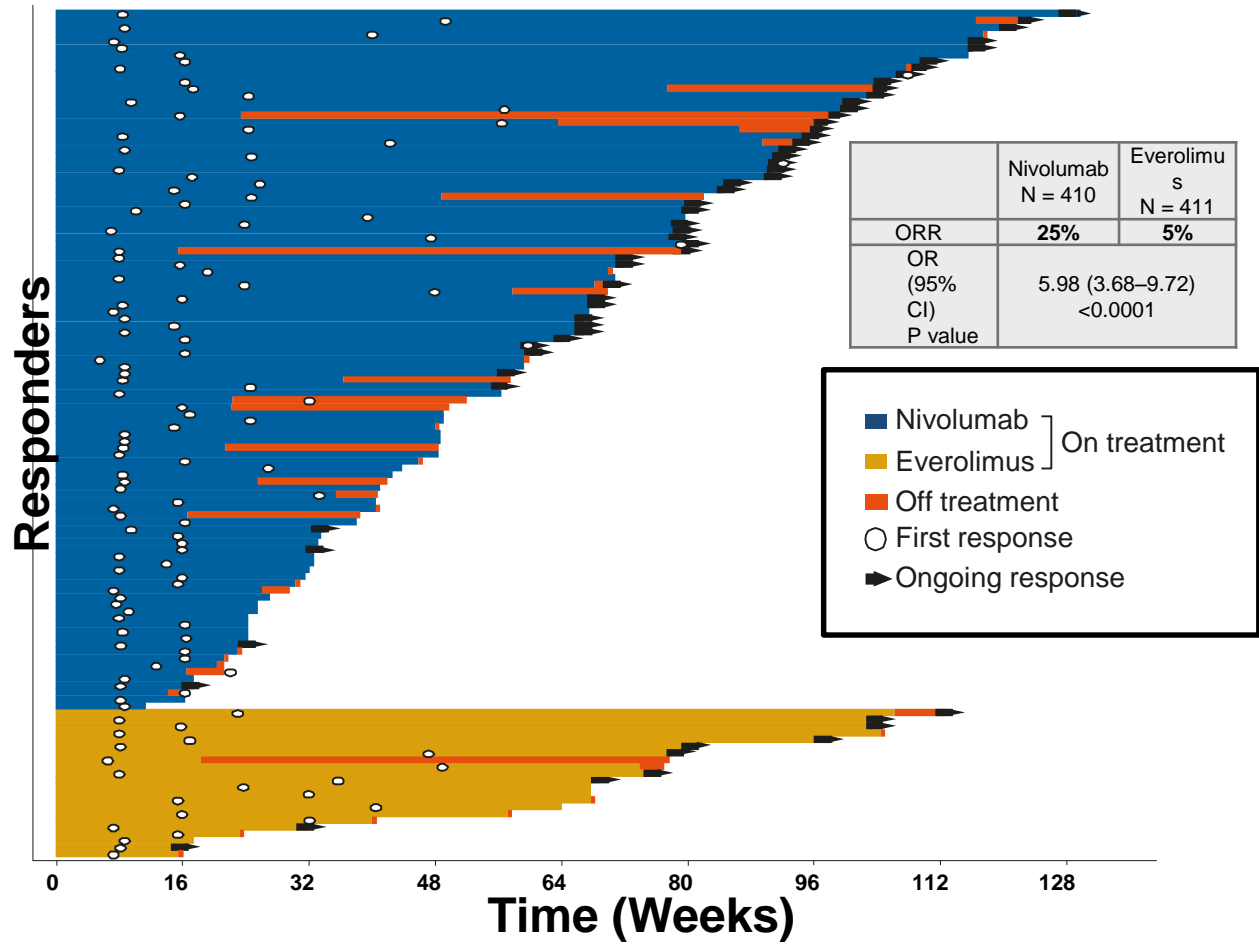 Responders
Nivolumab
N = 410
Everolimu
s
N = 411
ORR
25%
5%
OR
(95%
CI)
P value
5.98 (3.68–9.72)
<0.0001
Nivolumab
Everolimus
On treatment
Off treatment
First response
Ongoing response
0 16 32 48 64 80 96 112 128
Time (Weeks)